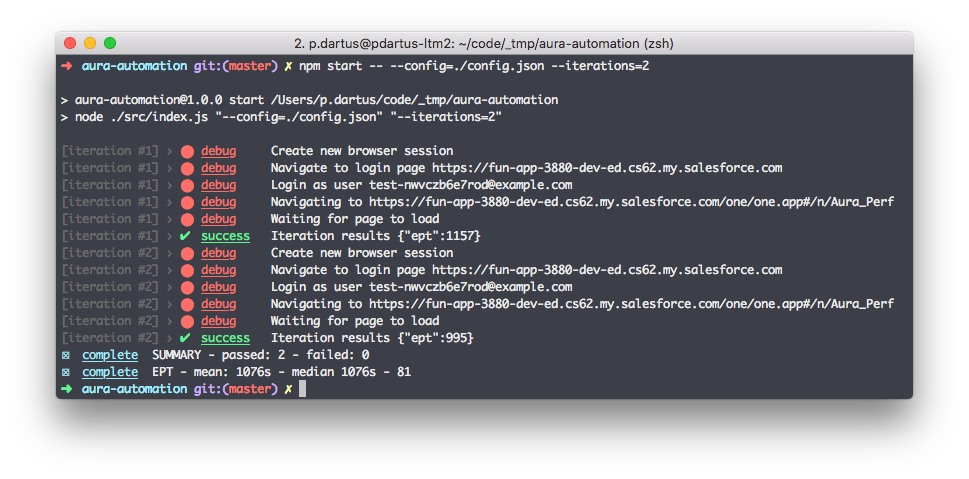 2. p.dartus@pdartus-ltm2: ~/code/_tmp/aura-automation (zsh)
➜ aura-automation git:(master) ✗ npm start -- --config=./config.json --iterations=2
> aura-automation@1.0.0 start /Users/p.dartus/code/_tmp/aura-automation
> node ./src/index.js "--config=./config.json" "--iterations=2"
[iteration #1] › ● debug Create new browser session
[iteration #1] › ● debug Navigate to login page https://fun-app-3880-dev-ed.cs62.my.salesforce.com
[iteration #1] › ● debug Login as user test-nwvczb6e7rod@example.com
[iteration #1] › ● debug Navigating to https://fun-app-3880-dev-ed.cs62.my.salesforce.com/one/one.app#/n/Aura_Perf
[iteration #1] › ● debug Waiting for page to load
[iteration #1] › ✔ success Iteration results {"ept":1157}
[iteration #2] › ● debug Create new browser session
[iteration #2] › ● debug Navigate to login page https://fun-app-3880-dev-ed.cs62.my.salesforce.com
[iteration #2] › ● debug Login as user test-nwvczb6e7rod@example.com
[iteration #2] › ● debug Navigating to https://fun-app-3880-dev-ed.cs62.my.salesforce.com/one/one.app#/n/Aura_Perf
[iteration #2] › ● debug Waiting for page to load
[iteration #2] › ✔ success Iteration results {"ept":995}
☒ complete SUMMARY - passed: 2 - failed: 0
☒ complete EPT - mean: 1076s - median 1076s - 81
➜ aura-automation git:(master) ✗